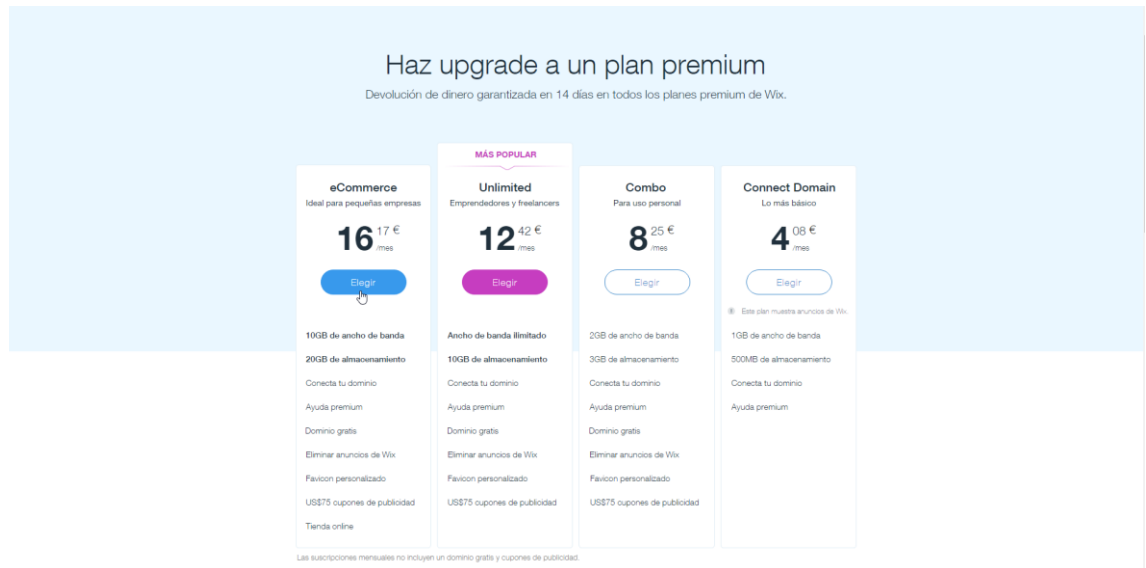 Haz upgrade a un plan premium
Devolución de dinero garantizada en 14 días en todos los planes premium de Wix.
eCommerce
Ideal para pequeñas empresas
16 17 €
/mes
Elegir
10GB de ancho de banda
20GB de almacenamiento
Conecta tu dominio
Ayuda premium
Dominio gratis
Eliminar anuncios de Wix
Favicon personalizado
US$75 cupones de publicidad
Tienda online
MÁS POPULAR
Unlimited
Emprendedores y freelancers
12 42 €
/mes
Elegir
Ancho de banda ilimitado
10GB de almacenamiento
Conecta tu dominio
Ayuda premium
Dominio gratis
Eliminar anuncios de Wix
Favicon personalizado
US$75 cupones de publicidad
Combo
Para uso personal
8 25 €
/mes
Elegir
2GB de ancho de banda
3GB de almacenamiento
Conecta tu dominio
Ayuda premium
Dominio gratis
Eliminar anuncios de Wix
Favicon personalizado
US$75 cupones de publicidad
Connect Domain
Lo más básico
4 08 €
/mes
Elegir
Este plan muestra anuncios de Wix.
1GB de ancho de banda
500MB de almacenamiento
Conecta tu dominio
Ayuda premium
Las suscripciones mensuales no incluyen un dominio gratis y cupones de publicidad.